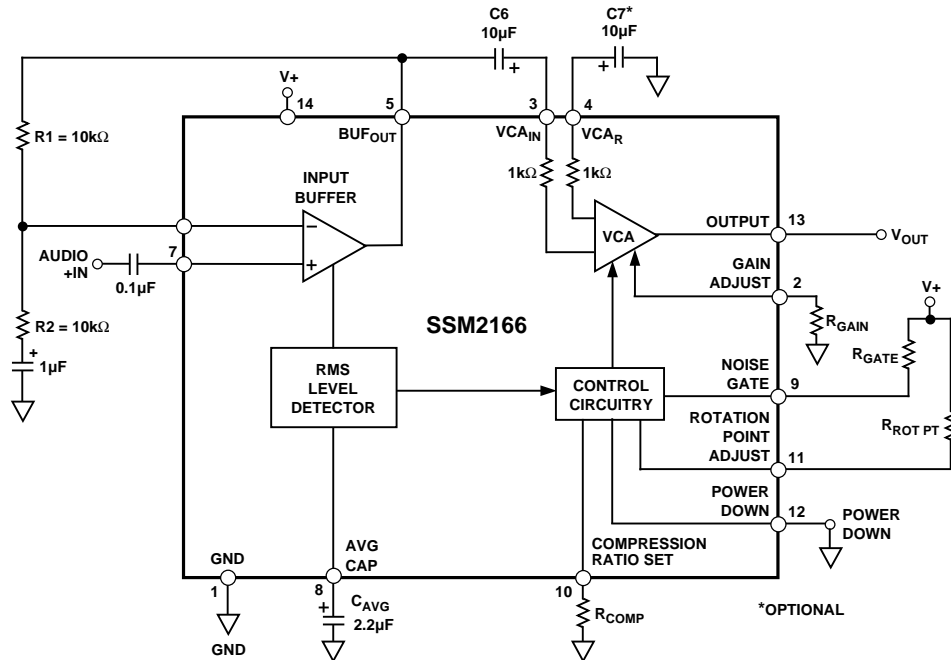 C6
10µF
+
C7*
10µF
+
V+
14
5
3
4
R1 = 10kΩ
BUFOUT
VCAIN
VCAR
1kΩ
1kΩ
INPUT
BUFFER
–
+
VCA
OUTPUT
13
VOUT
7
AUDIO
+IN
0.1µF
GAIN
ADJUST
2
V+
RGAIN
R2 = 10kΩ
SSM2166
RGATE
+
1µF
RMS
LEVEL
DETECTOR
CONTROL
CIRCUITRY
NOISE
GATE
9
ROTATION
POINT
ADJUST
11
RROT PT
POWER
DOWN
12
POWER
DOWN
GND
1
GND
AVG
CAP
8
+
CAVG
2.2µF
COMPRESSION
RATIO SET
10
RCOMP
*OPTIONAL